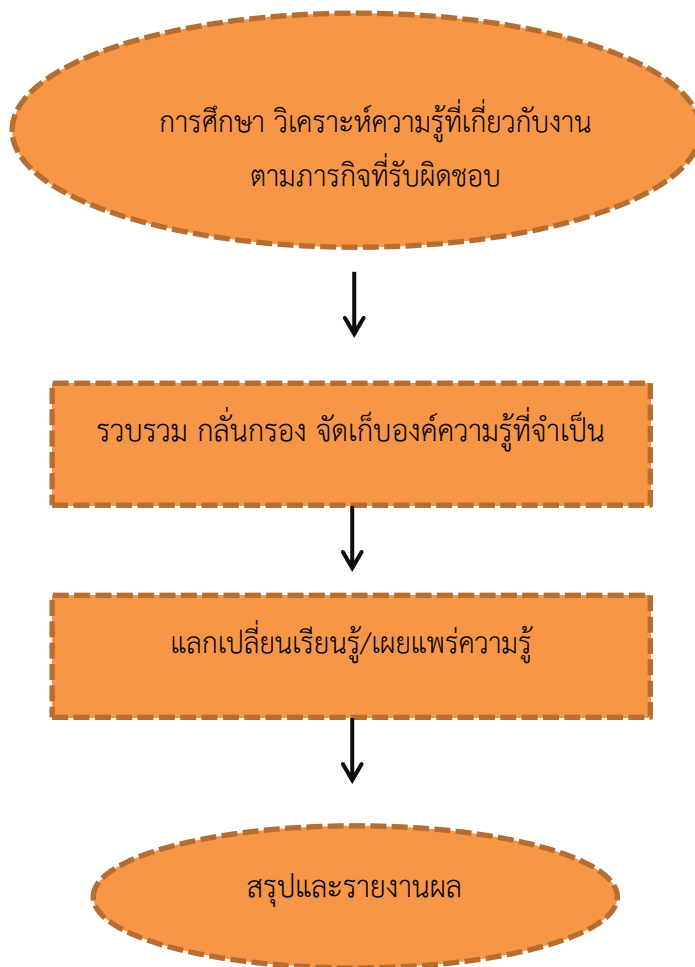 การศึกษา วิเคราะห์ความรู้ที่เกี่ยวกับงาน
ตามภารกิจที่รับผิดชอบ
รวบรวม กลั่นกรอง จัดเก็บองค์ความรู้ที่จำเป็น
แลกเปลี่ยนเรียนรู้/เผยแพร่ความรู้
สรุปและรายงานผล